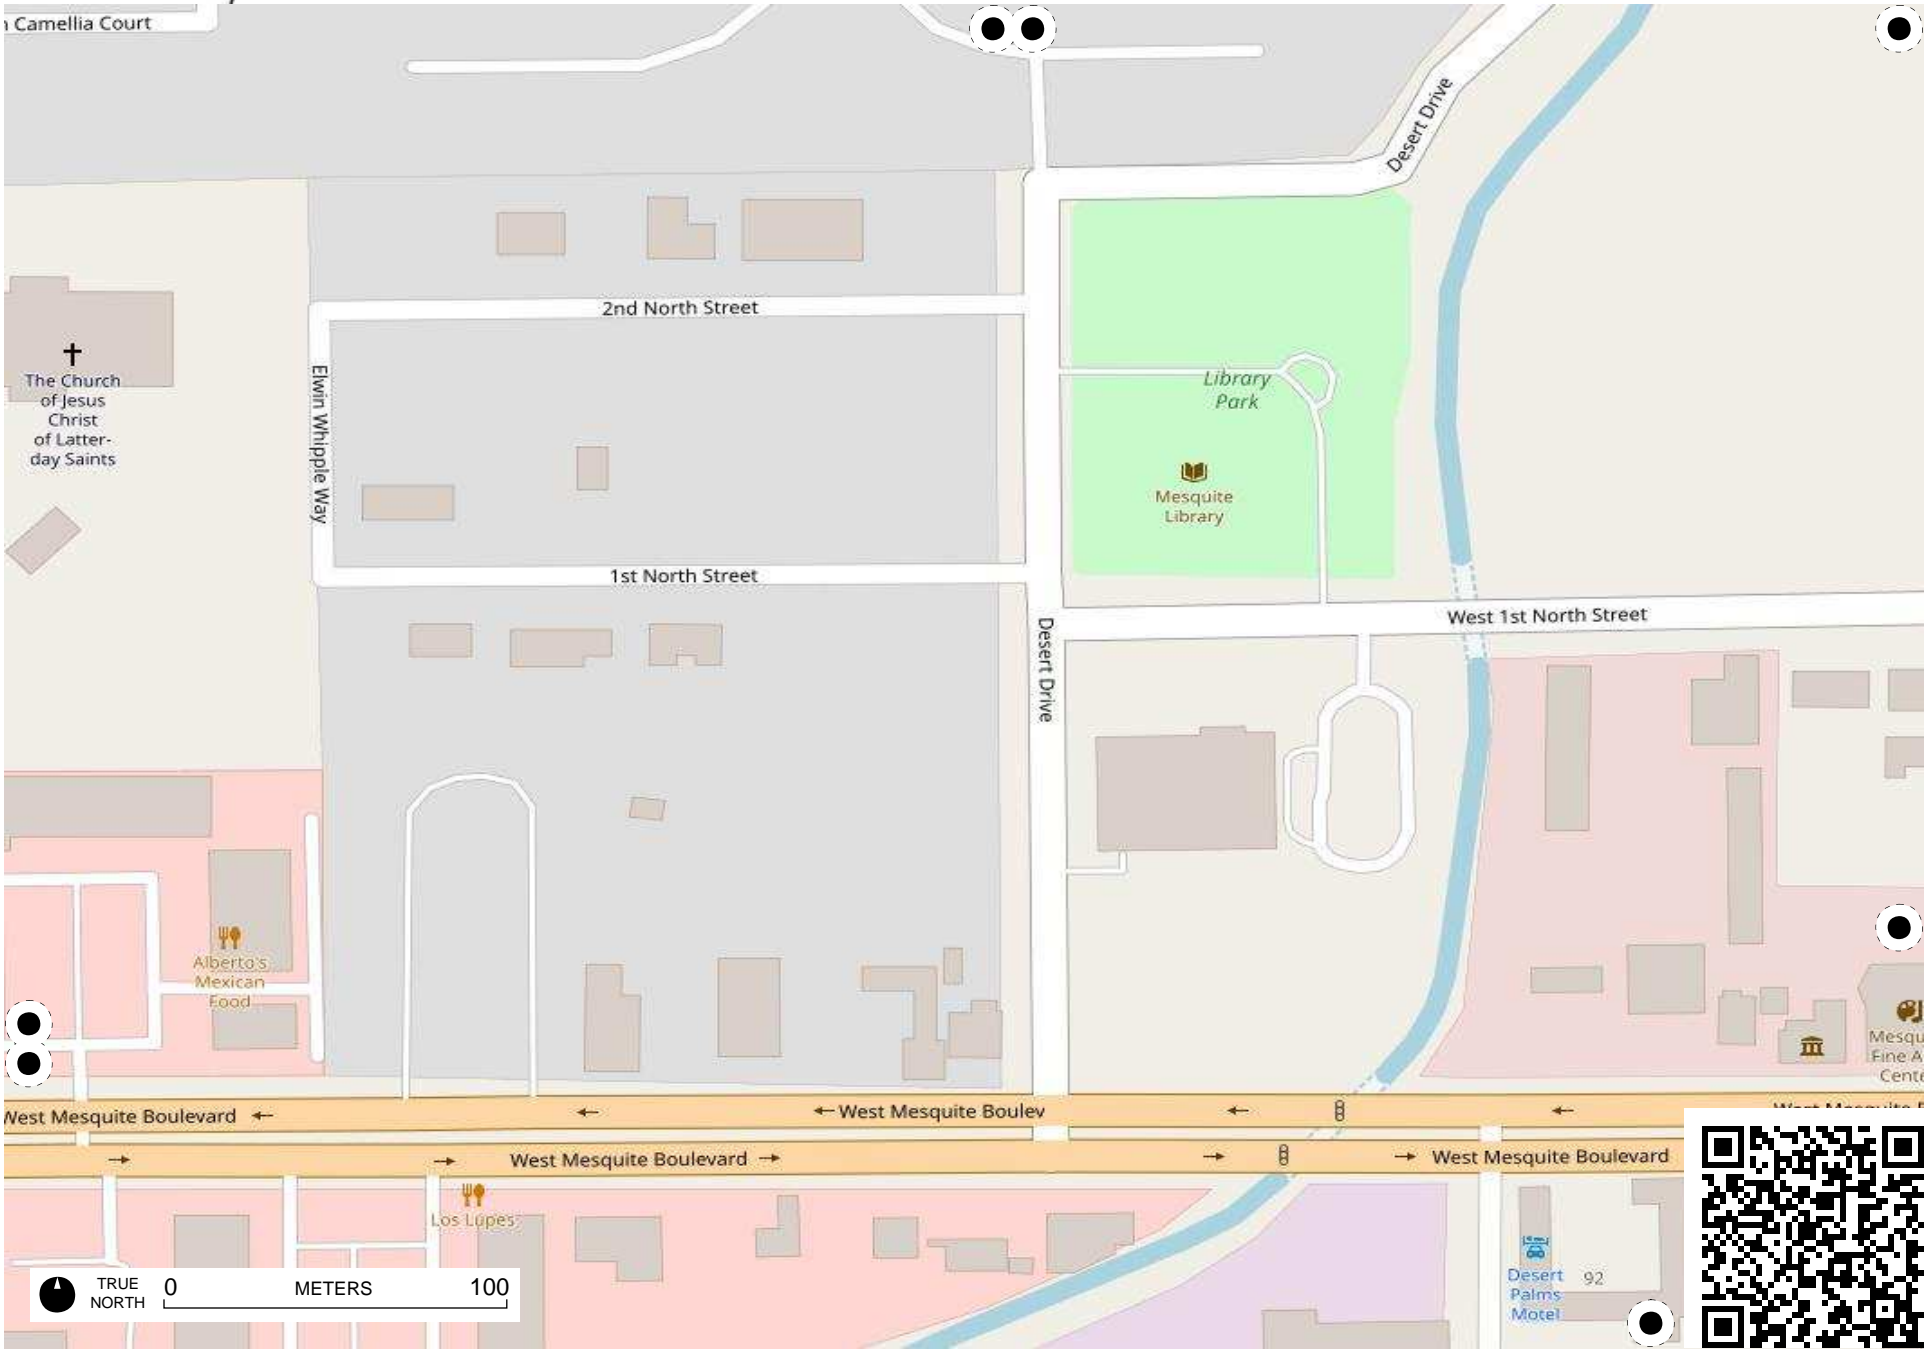 Camellia Court
Desert Drive
2nd North Street
The Church
of Jesus
Christ
of Latter-
day Saints
Elwin Whipple Way
Library
Park
Mesquite
Library
1st North Street
West 1st North Street
Desert Drive
Alberto's
Mexican
Food
Mesqu
Fine A
Cente
West Mesquite Boulevard
West Mesquite Boulev
West Mesquite
West Mesquite Boulevard
West Mesquite Boulevard
Los Lupes
Desert
Palms
Motel
92
TRUE
NORTH
0
METERS
100